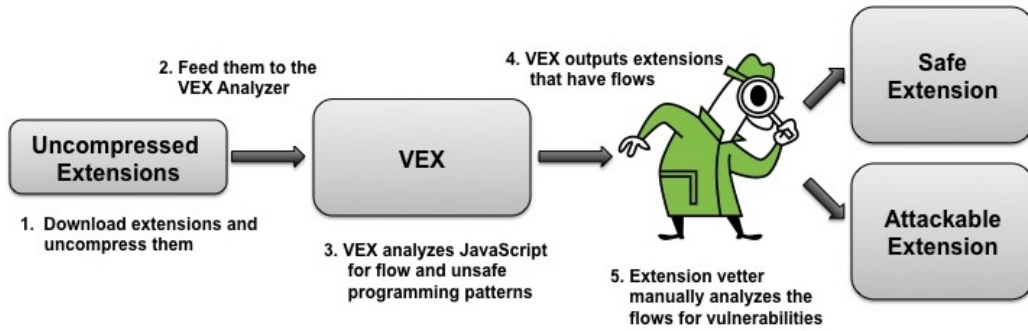 Uncompressed
Extensions
1. Download extensions and
uncompress them
2. Feed them to the
VEX Analyzer
VEX
3. VEX analyzes JavaScript
for flow and unsafe
programming patterns
4. VEX outputs extensions
that have flows
5. Extension vetter
manually analyzes the
flows for vulnerabilities
Safe
Extension
Attackable
Extension